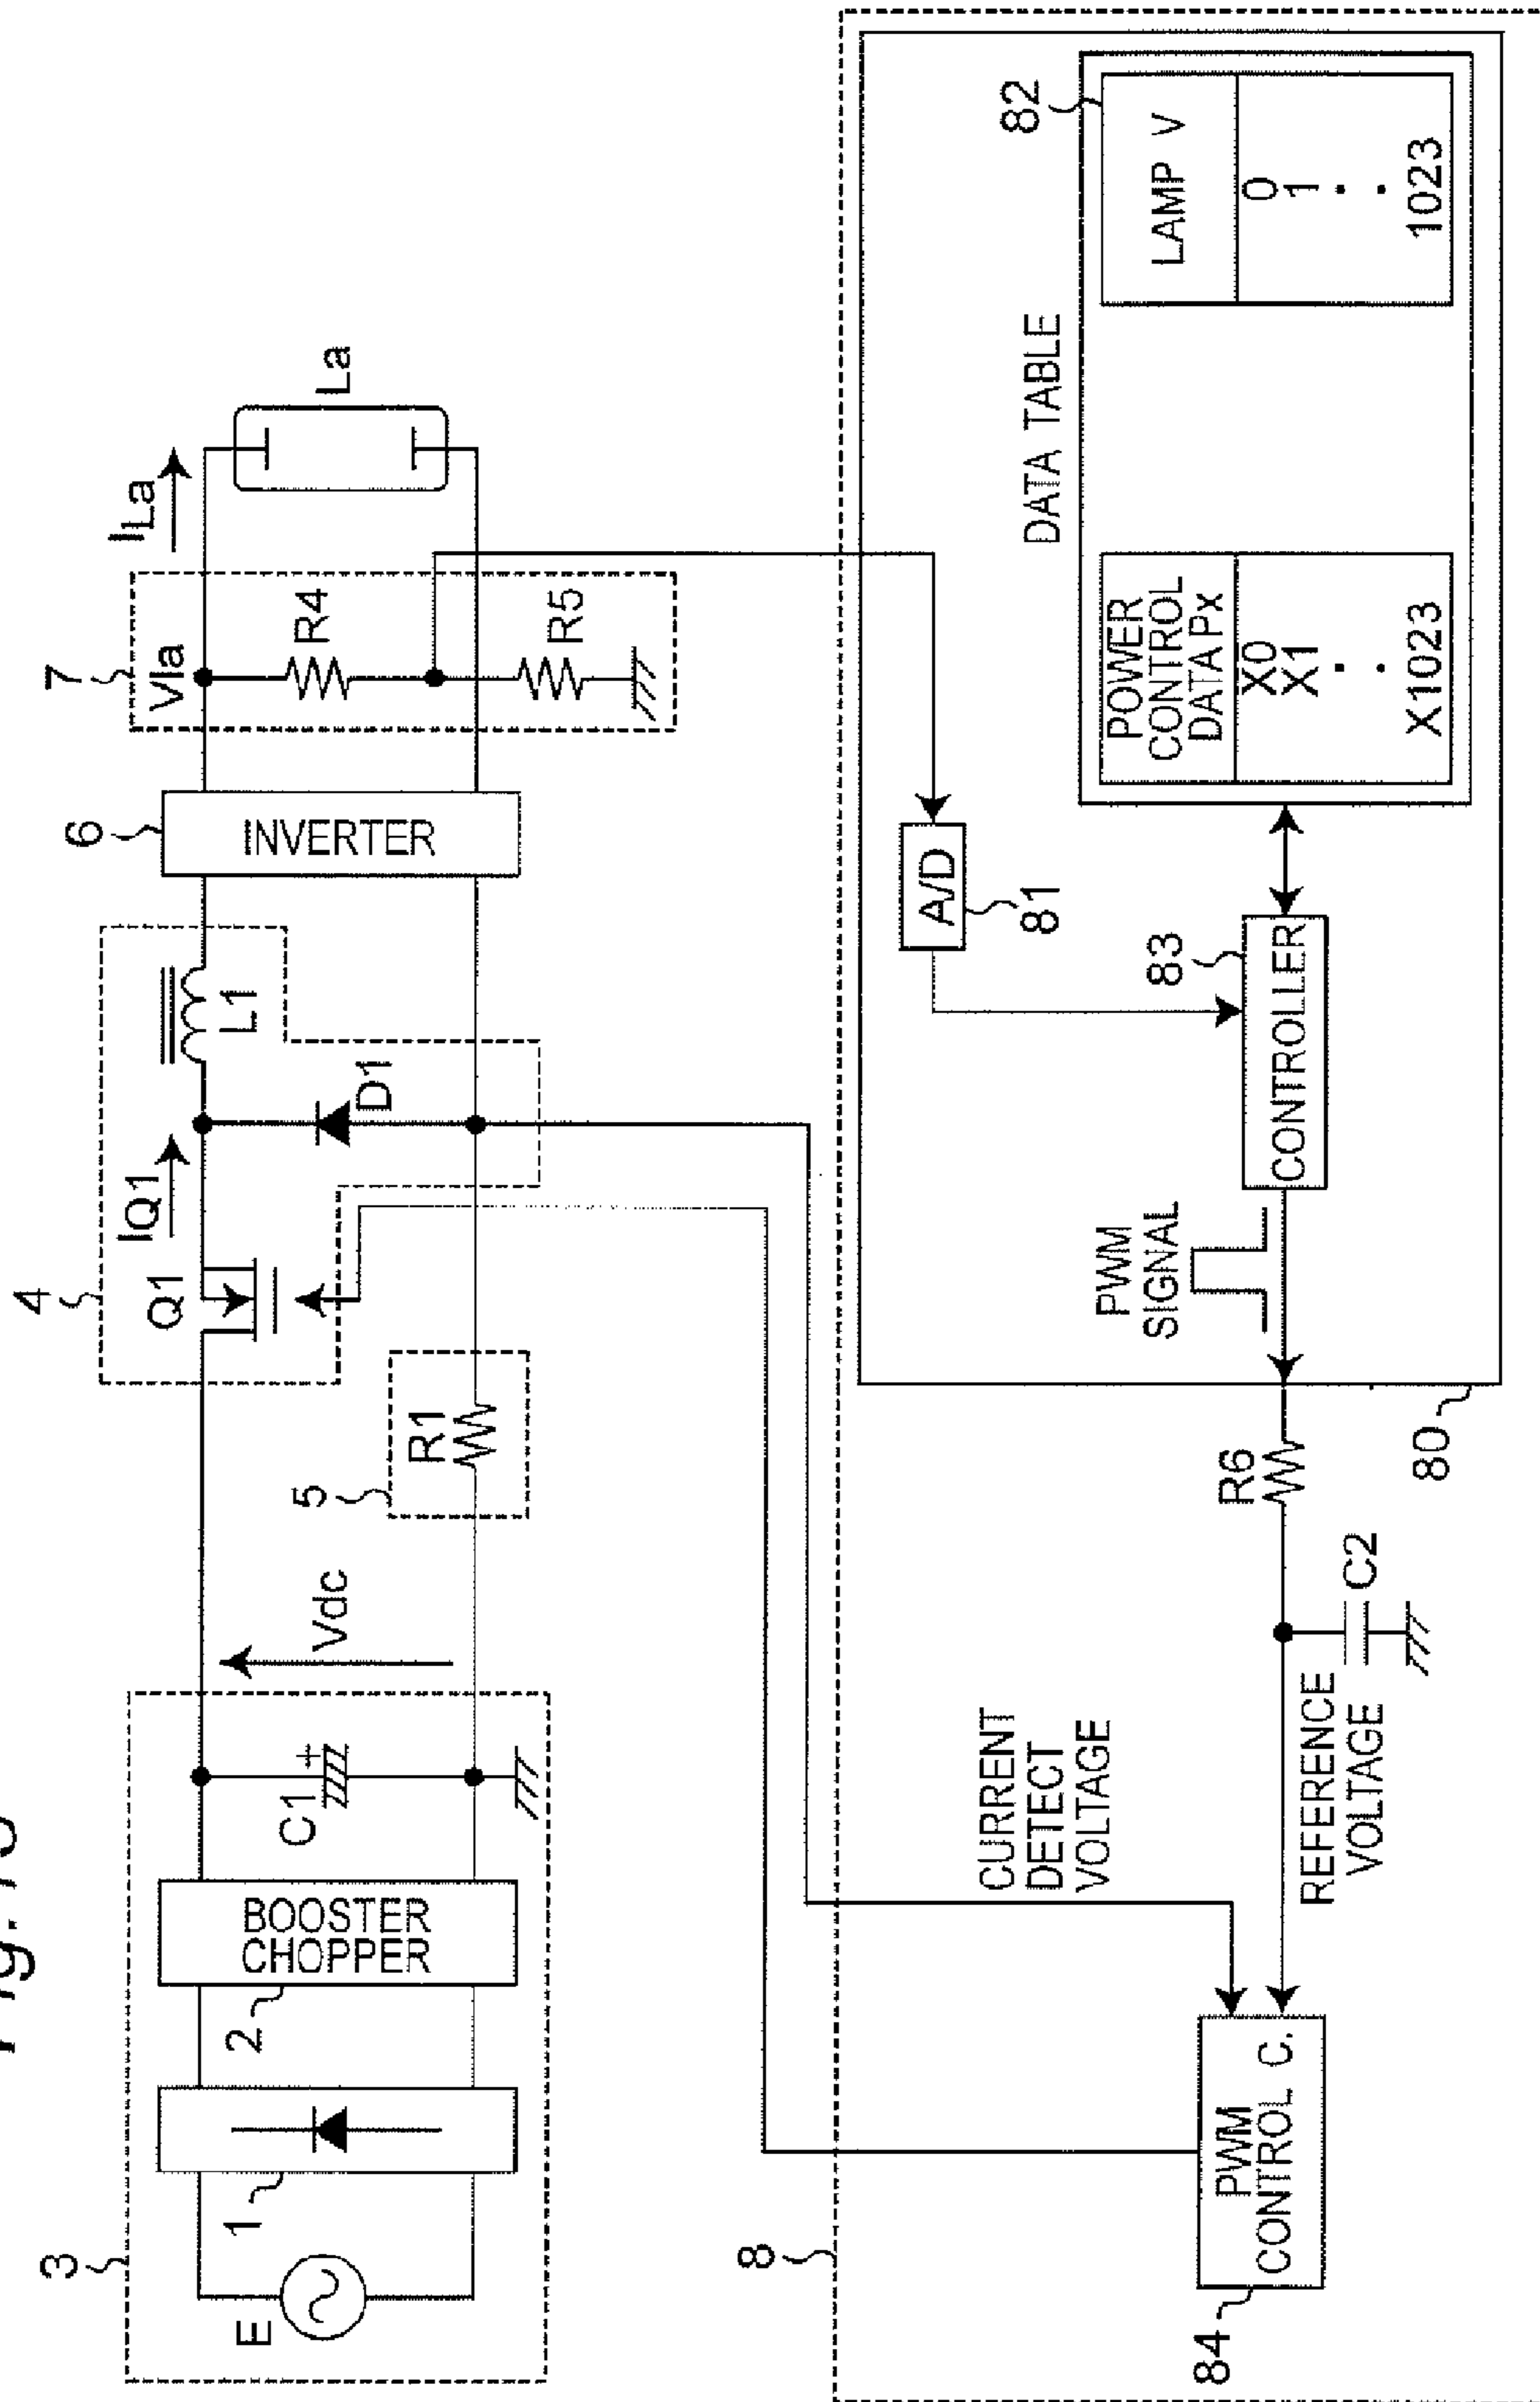 3
E
1
2
BOOSTER
CHOPPER
C1
+
Vdc
5
R1
4
Q1
IQ1
D1
L1
6
INVERTER
7
Vla
R4
R5
ILa
La
8
84
PWM
CONTROL C.
CURRENT
DETECT
VOLTAGE
REFERENCE
VOLTAGE
C2
R6
80
PWM
SIGNAL
CONTROLLER
83
A/D
81
DATA TABLE
82
POWER
CONTROL
DATA Px
X0
X1
.
.
X1023
LAMP V
0
1
.
.
1023